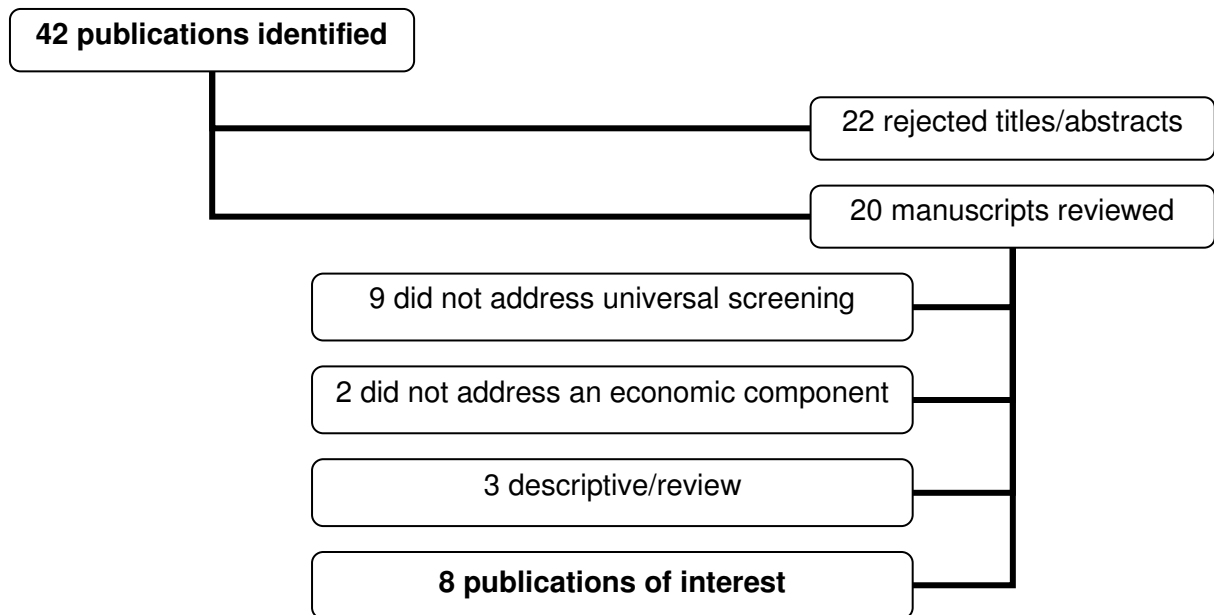 42 publications identified
22 rejected titles/abstracts
20 manuscripts reviewed
9 did not address universal screening
2 did not address an economic component
3 descriptive/review
8 publications of interest